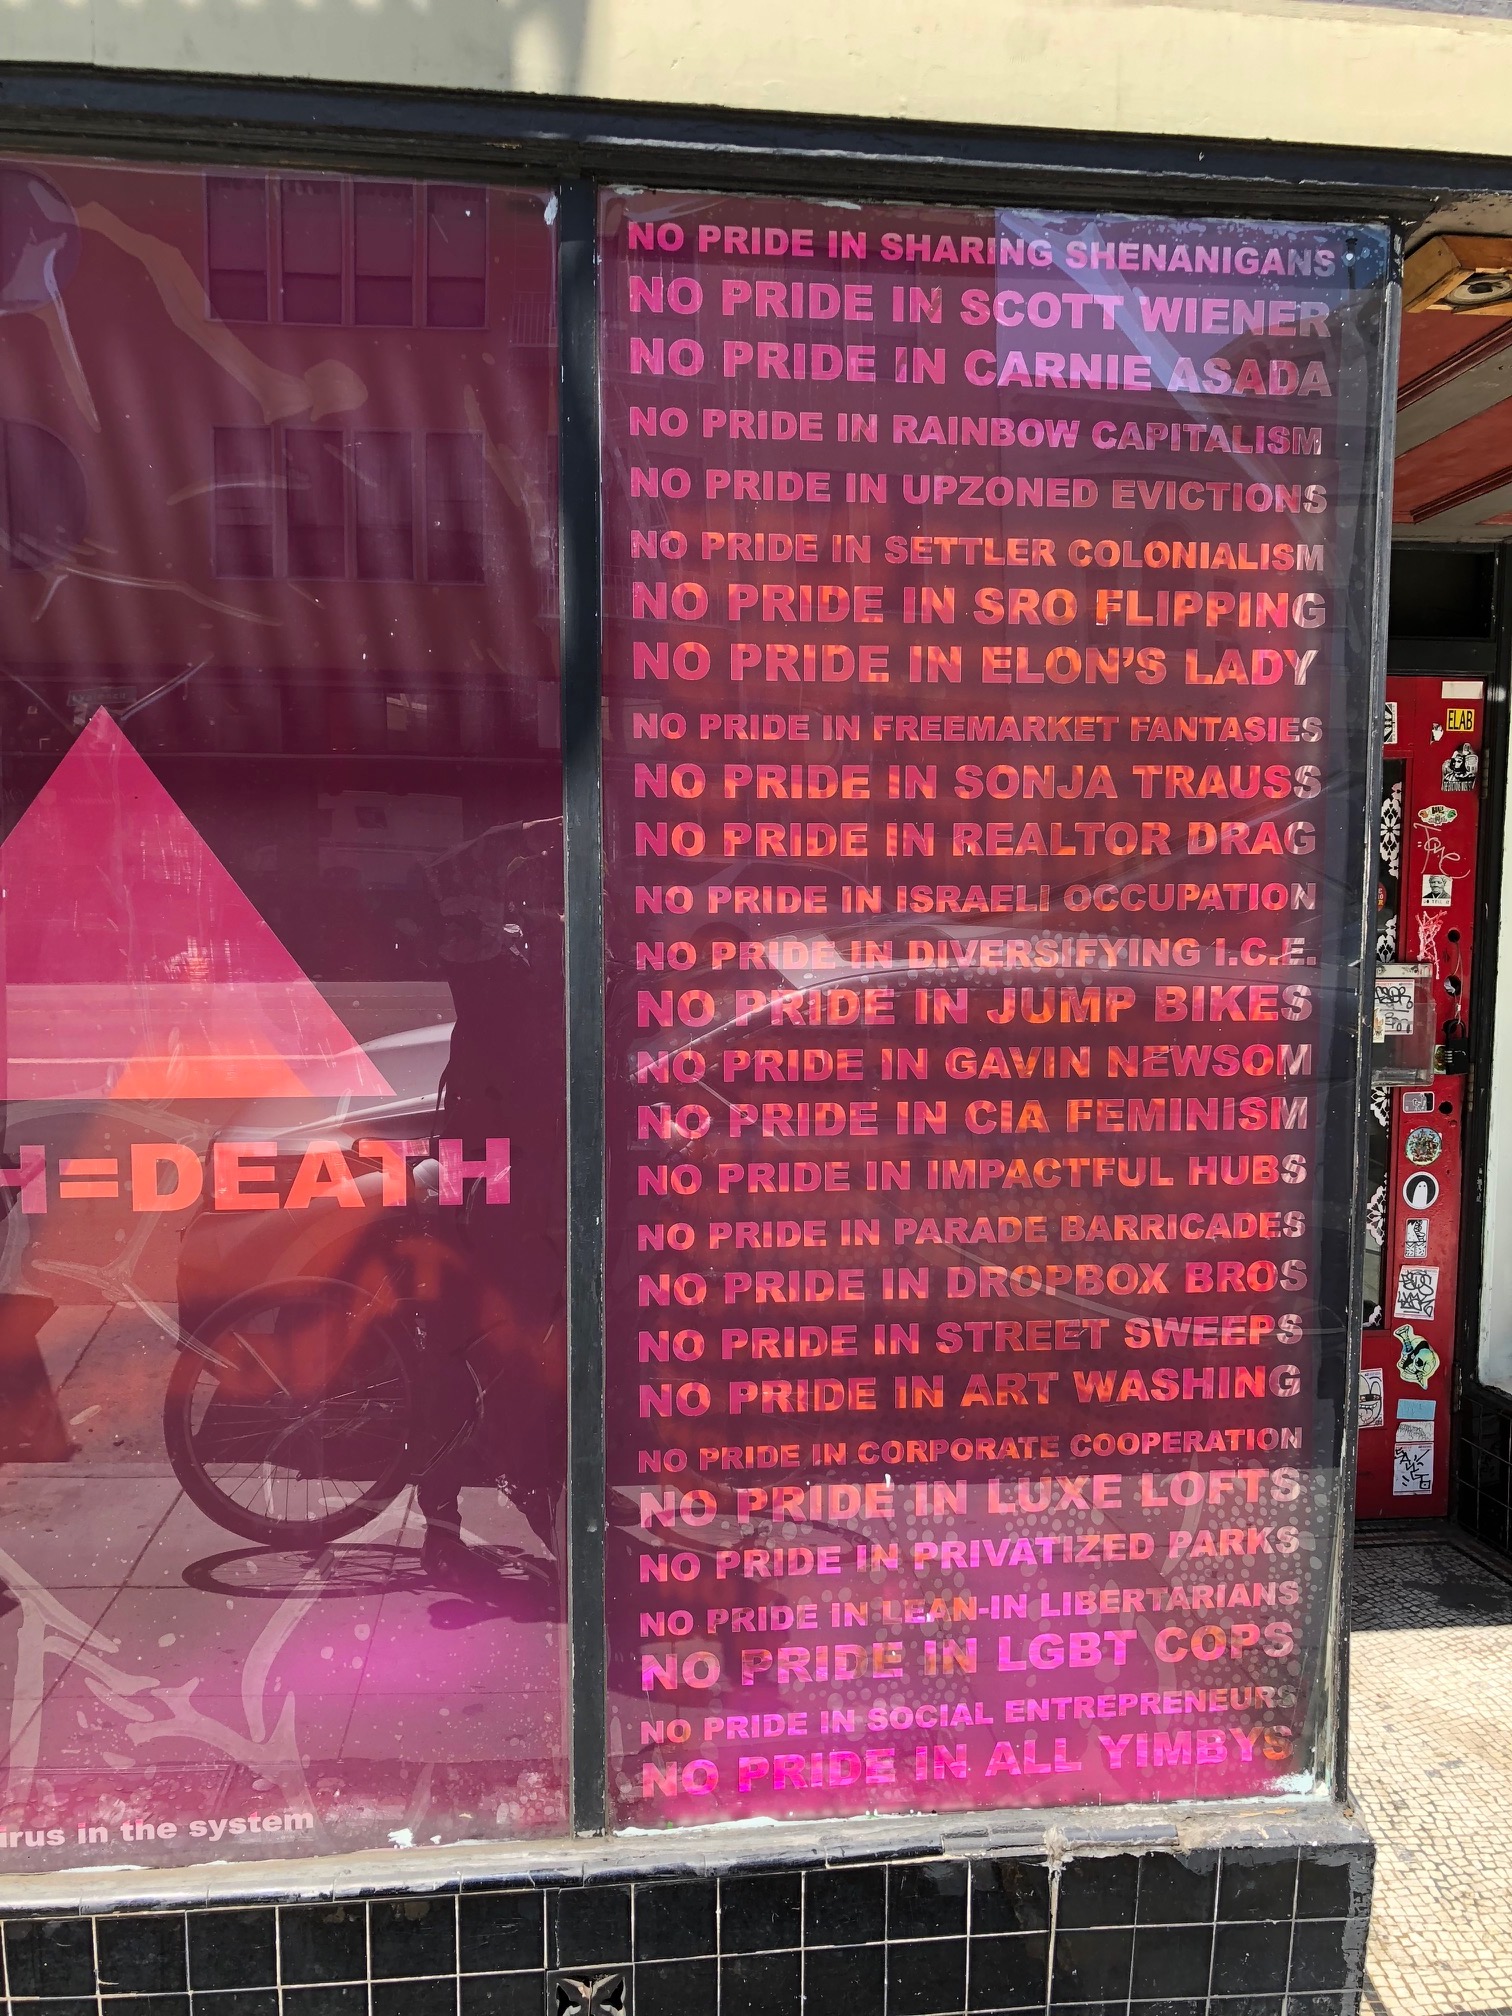 NO PRIDE IN SHARING SHENANIGANS
NO PRIDE IN SCOTT WIENER
NO PRIDE IN CARNIE ASADA
NO PRIDE IN RAINBOW CAPITALISM
NO PRIDE IN UPZONED EVICTIONS
NO PRIDE IN SETTLER COLONIALISM
NO PRIDE IN SRO FLIPPING
NO PRIDE IN ELON'S LADY
NO PRIDE IN FREEMARKET FANTASIES
NO PRIDE IN SONJA TRAUSS
NO PRIDE IN REALTOR DRAG
NO PRIDE IN ISRAELI OCCUPATION
NO PRIDE IN DIVERSIFYING I.C.E.
NO PRIDE IN JUMP BIKES
NO PRIDE IN GAVIN NEWSOM
NO PRIDE IN CIA FEMINISM
NO PRIDE IN IMPACTFUL HUBS
NO PRIDE IN PARADE BARRICADES
NO PRIDE IN DROPBOX BROS
NO PRIDE IN STREET SWEEPS
NO PRIDE IN ART WASHING
NO PRIDE IN CORPORATE COOPERATION
NO PRIDE IN LUXE LOFTS
NO PRIDE IN PRIVATIZED PARKS
NO PRIDE IN LEAN-IN LIBERTARIANS
NO PRIDE IN LGBT COPS
NO PRIDE IN SOCIAL ENTREPRENEURS
NO PRIDE IN ALL YIMBYS
H=DEATH
irus in the system
ELAB